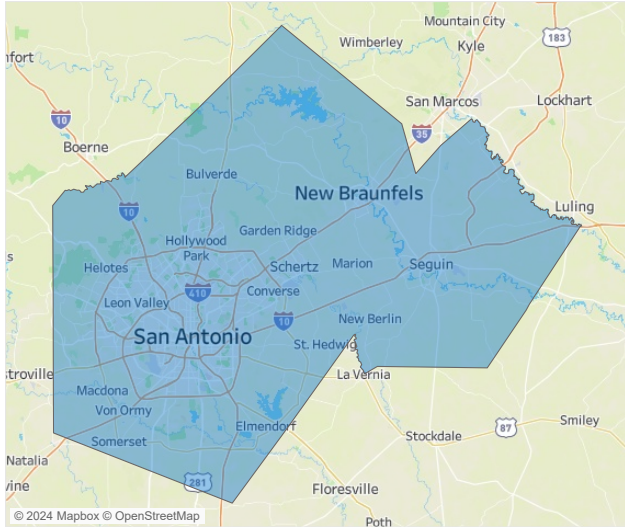 Mountain City
Wimberley
Kyle
183
nfort
San Marcos
Lockhart
10
35
Boerne
Bulverde
New Braunfels
Luling
10
Garden Ridge
Hollywood
Park
s
Helotes
Schertz
Marion
Seguin
Leon Valley
410
Converse
10
New Berlin
San Antonio
St. Hedwig
stroville
La Vernia
Macdona
Von Ormy
Smiley
87
Elmendorf
Stockdale
Somerset
Natalia
281
vine
Floresville
© 2024 Mapbox © OpenStreetMap
Poth